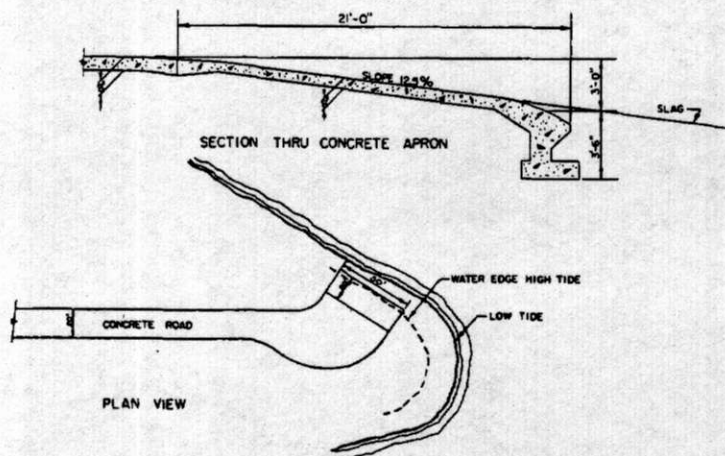 21'-0"
SLOPE 12.5%
3'-0"
SLAG
3'-6"
SECTION THRU CONCRETE APRON
WATER EDGE HIGH TIDE
LOW TIDE
CONCRETE ROAD
PLAN VIEW